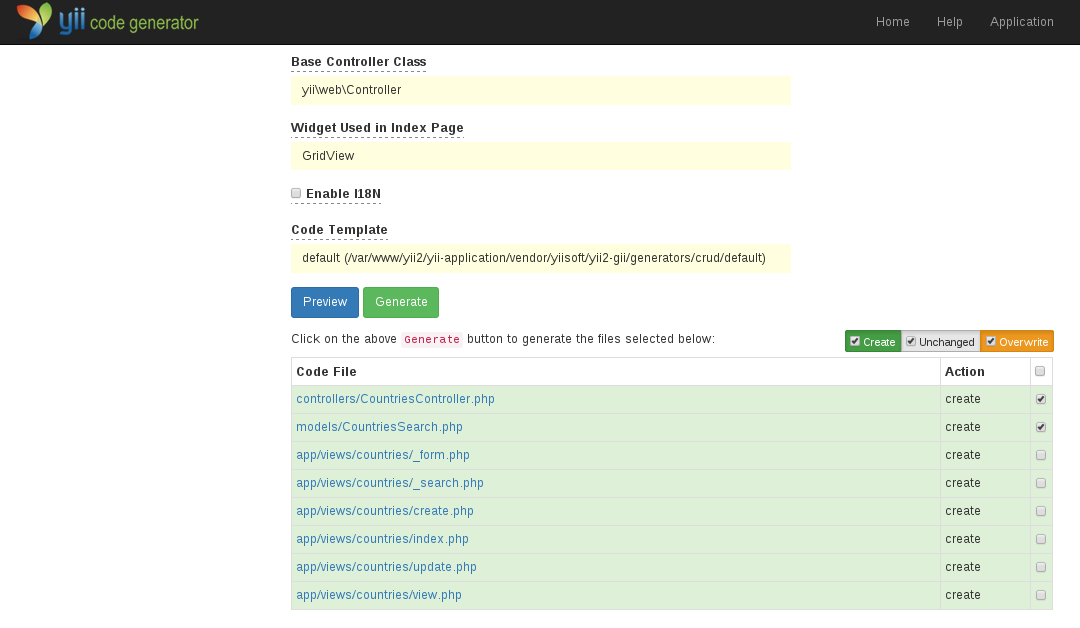 yii code generator Home Help Application
Base Controller Class
yii\web\Controller
Widget Used in Index Page
GridView
Enable I18N
Code Template
default (/var/www/yii2/yii-application/vendor/yiisoft/yii2-gii/generators/crud/default)
Preview Generate
Click on the above Generate button to generate the files selected below: Create Unchanged Overwrite
Code File Action
controllers/CountriesController.php create
models/CountriesSearch.php create
app/views/countries/_form.php create
app/views/countries/_search.php create
app/views/countries/create.php create
app/views/countries/index.php create
app/views/countries/update.php create
app/views/countries/view.php create